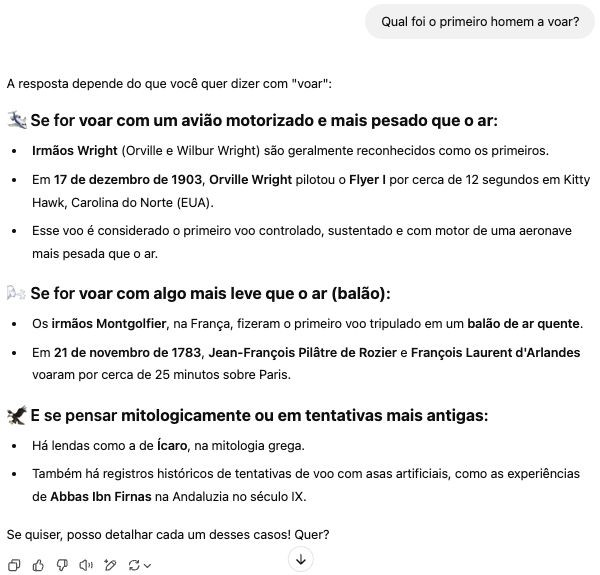 Qual foi o primeiro homem a voar?
A resposta depende do que você quer dizer com "voar":
Se for voar com um avião motorizado e mais pesado que o ar:
• Irmãos Wright (Orville e Wilbur Wright) são geralmente reconhecidos como os primeiros.
• Em 17 de dezembro de 1903, Orville Wright pilotou o Flyer I por cerca de 12 segundos em Kitty
Hawk, Carolina do Norte (EUA).
• Esse voo é considerado o primeiro voo controlado, sustentado e com motor de uma aeronave
mais pesada que o ar.
Se for voar com algo mais leve que o ar (balão):
• Os irmãos Montgolfier, na França, fizeram o primeiro voo tripulado em um balão de ar quente.
• Em 21 de novembro de 1783, Jean-François Pilâtre de Rozier e François Laurent d'Arlandes
voaram por cerca de 25 minutos sobre Paris.
E se pensar mitologicamente ou em tentativas mais antigas:
• Há lendas como a de Ícaro, na mitologia grega.
• Também há registros históricos de tentativas de voo com asas artificiais, como as experiências
de Abbas Ibn Firnas na Andaluzia no século IX.
Se quiser, posso detalhar cada um desses casos! Quer?